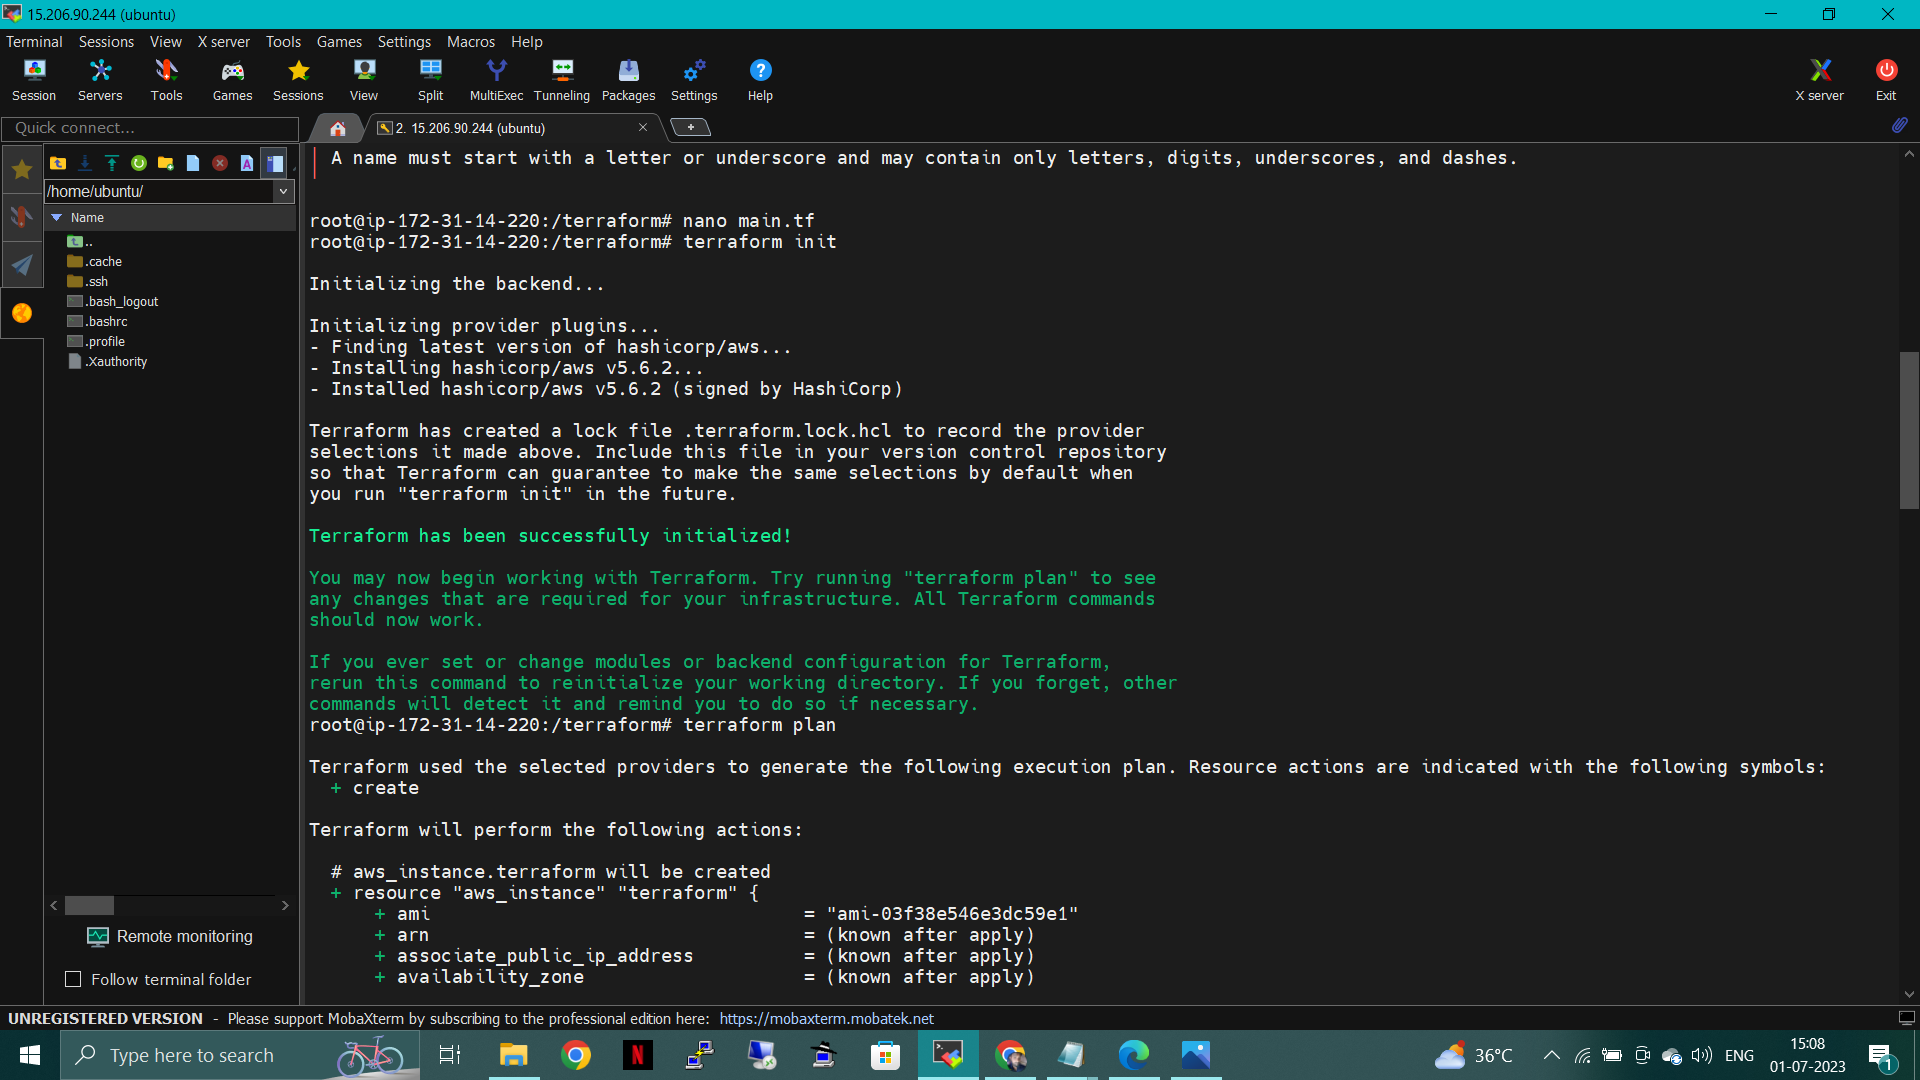 15.206.90.244 (ubuntu)
Terminal Sessions View X server Tools Games Settings Macros Help
Session Servers Tools Games Sessions View Split MultiExec Tunneling Packages Settings Help X server Exit
Quick connect...
2. 15.206.90.244 (ubuntu)
/home/ubuntu/
Name
..
.cache
.ssh
.bash_logout
.bashrc
.profile
.Xauthority
Remote monitoring
Follow terminal folder
A name must start with a letter or underscore and may contain only letters, digits, underscores, and dashes.
root@ip-172-31-14-220:/terraform# nano main.tf
root@ip-172-31-14-220:/terraform# terraform init
Initializing the backend...
Initializing provider plugins...
- Finding latest version of hashicorp/aws...
- Installing hashicorp/aws v5.6.2...
- Installed hashicorp/aws v5.6.2 (signed by HashiCorp)
Terraform has created a lock file .terraform.lock.hcl to record the provider
selections it made above. Include this file in your version control repository
so that Terraform can guarantee to make the same selections by default when
you run "terraform init" in the future.
Terraform has been successfully initialized!
You may now begin working with Terraform. Try running "terraform plan" to see
any changes that are required for your infrastructure. All Terraform commands
should now work.
If you ever set or change modules or backend configuration for Terraform,
rerun this command to reinitialize your working directory. If you forget, other
commands will detect it and remind you to do so if necessary.
root@ip-172-31-14-220:/terraform# terraform plan
Terraform used the selected providers to generate the following execution plan. Resource actions are indicated with the following symbols:
+ create
Terraform will perform the following actions:
# aws_instance.terraform will be created
+ resource "aws_instance" "terraform" {
+ ami = "ami-03f38e546e3dc59e1"
+ arn = (known after apply)
+ associate_public_ip_address = (known after apply)
+ availability_zone = (known after apply)
UNREGISTERED VERSION - Please support MobaXterm by subscribing to the professional edition here: https://mobaxterm.mobatek.net
Type here to search
36°C
ENG
15:08
01-07-2023
1